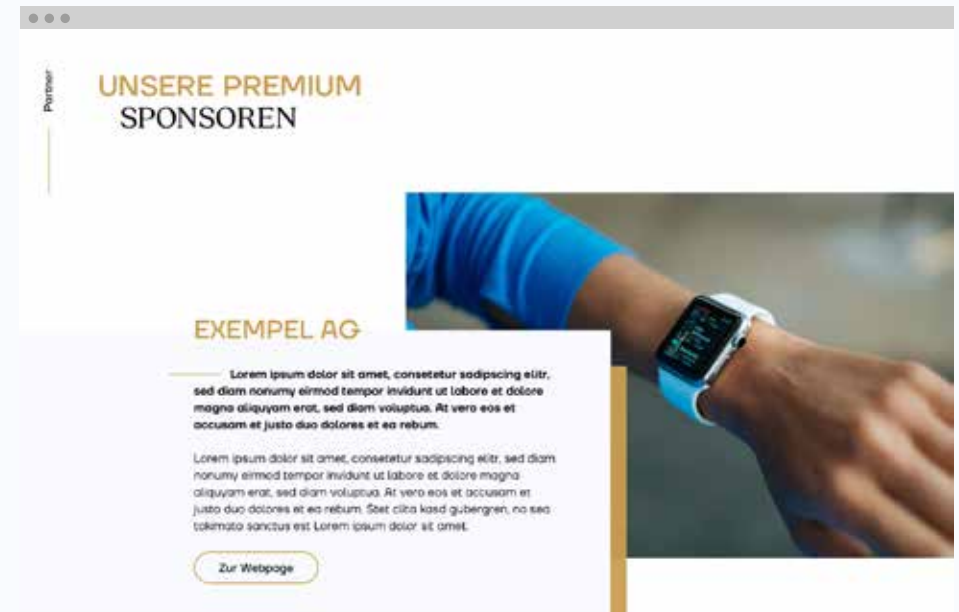 Partner
UNSERE PREMIUM
SPONSOREN
EXEMPEL AG
Lorem ipsum dolor sit amet, consetetur sadipscing elitr,
sed diam nonumy eirmod tempor invidunt ut labore et dolore
magna aliquyam erat, sed diam voluptua. At vero eos et
accusam et justo duo dolores et ea rebum.
Lorem ipsum dolor sit amet, consetetur sadipscing elitr, sed diam
nonumy eirmod tempor invidunt ut labore et dolore magna
aliquyam erat, sed diam voluptua. At vero eos et accusam et
justo duo dolores et ea rebum. Stet clita kasd gubergren, no sea
takimata sanctus est Lorem ipsum dolor sit amet.
Zur Webpage